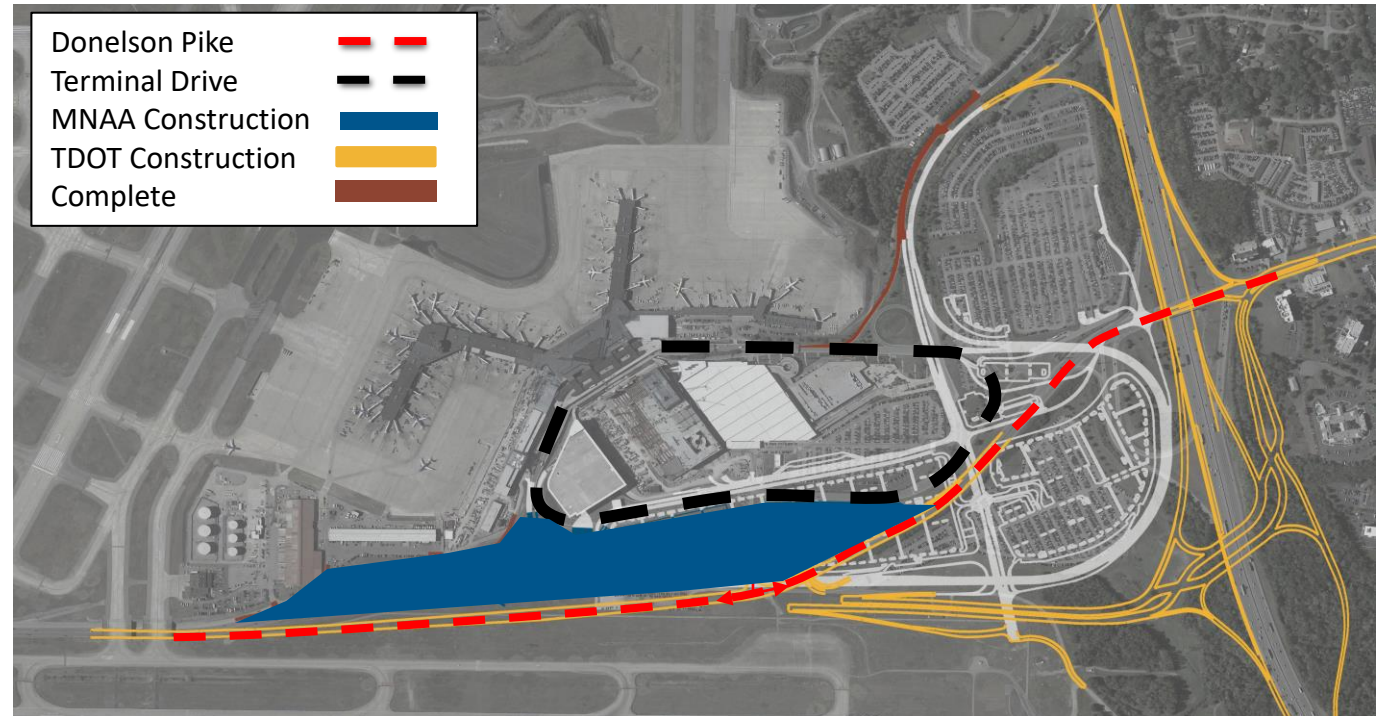 Donelson Pike
Terminal Drive
MNAA Construction
TDOT Construction
Complete